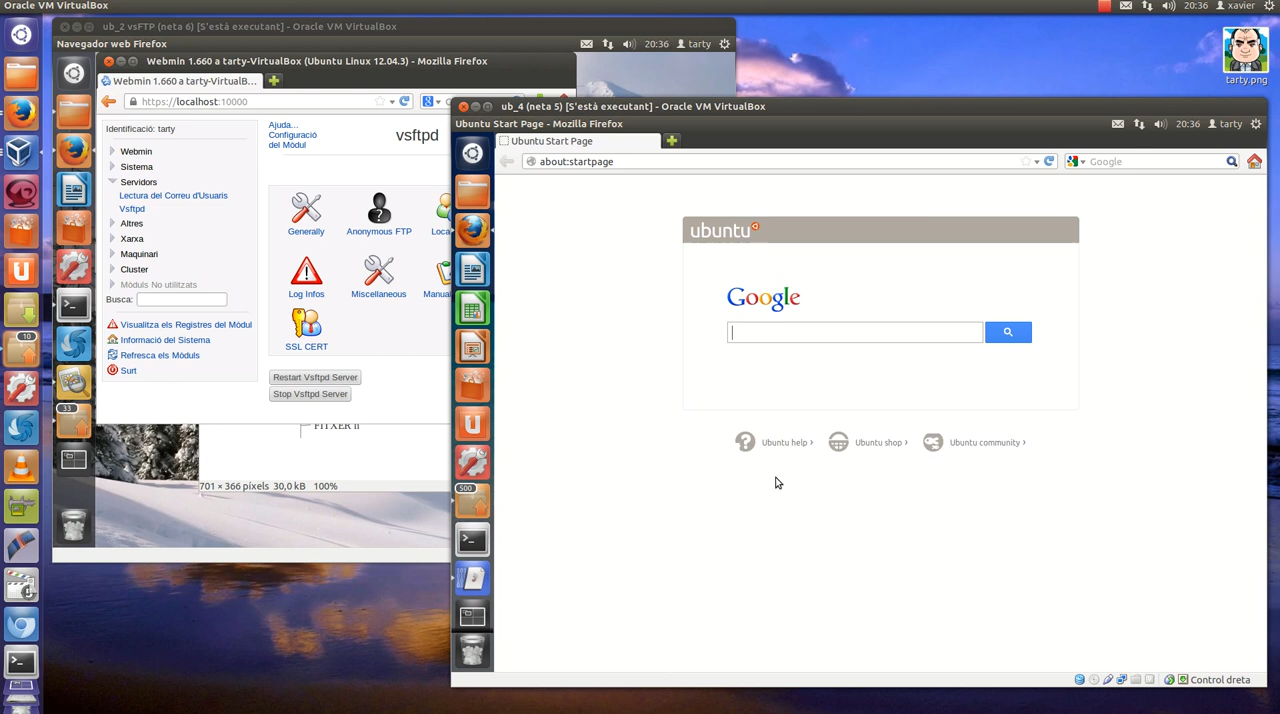 Oracle VM VirtualBox
20:36 xavier
ub_2 vsFTP (neta 6) [S'està executant] - Oracle VM VirtualBox
Navegador web Firefox
20:36 tarty
Webmin 1.660 a tarty-VirtualBox (Ubuntu Linux 12.04.3) - Mozilla Firefox
Webmin 1.660 a tarty-VirtualB...
https://localhost:10000
Identificació: tarty
Webmin
Sistema
Servidors
Lectura del Correu d'Usuaris
Vsftpd
Altres
Xarxa
Maquinari
Cluster
Móduls No utilitzats
Busca:
Visualitza els Registres del Mòdul
Informació del Sistema
Refresca els Mòduls
Surt
Ajuda...
Configuració
del Mòdul
vsftpd
Generally
Anonymous FTP
Loca
Log Infos
Miscellaneous
Manua
SSL CERT
Restart Vsftpd Server
Stop Vsftpd Server
701 × 366 píxels 30,0 kB 100%
10
33
tarty.png
ub_4 (neta 5) [S'està executant] - Oracle VM VirtualBox
Ubuntu Start Page - Mozilla Firefox
20:36 tarty
Ubuntu Start Page
about:startpage
Google
ubuntu
Google
Ubuntu help ›
Ubuntu shop ›
Ubuntu community ›
500
Control dreta